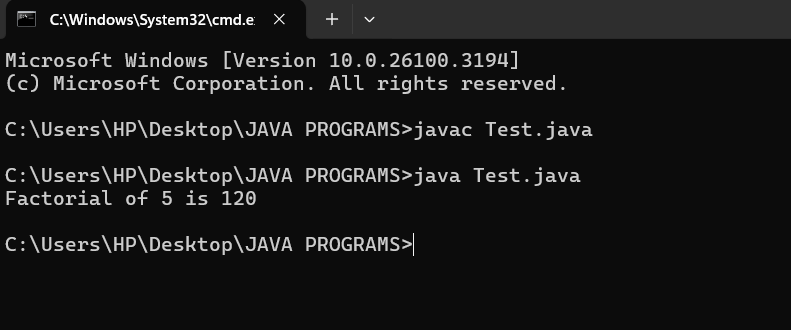 C:\Windows\System32\cmd.e
Microsoft Windows [Version 10.0.26100.3194]
(c) Microsoft Corporation. All rights reserved.
C:\Users\HP\Desktop\JAVA PROGRAMS>javac Test.java
C:\Users\HP\Desktop\JAVA PROGRAMS>java Test.java
Factorial of 5 is 120
C:\Users\HP\Desktop\JAVA PROGRAMS>